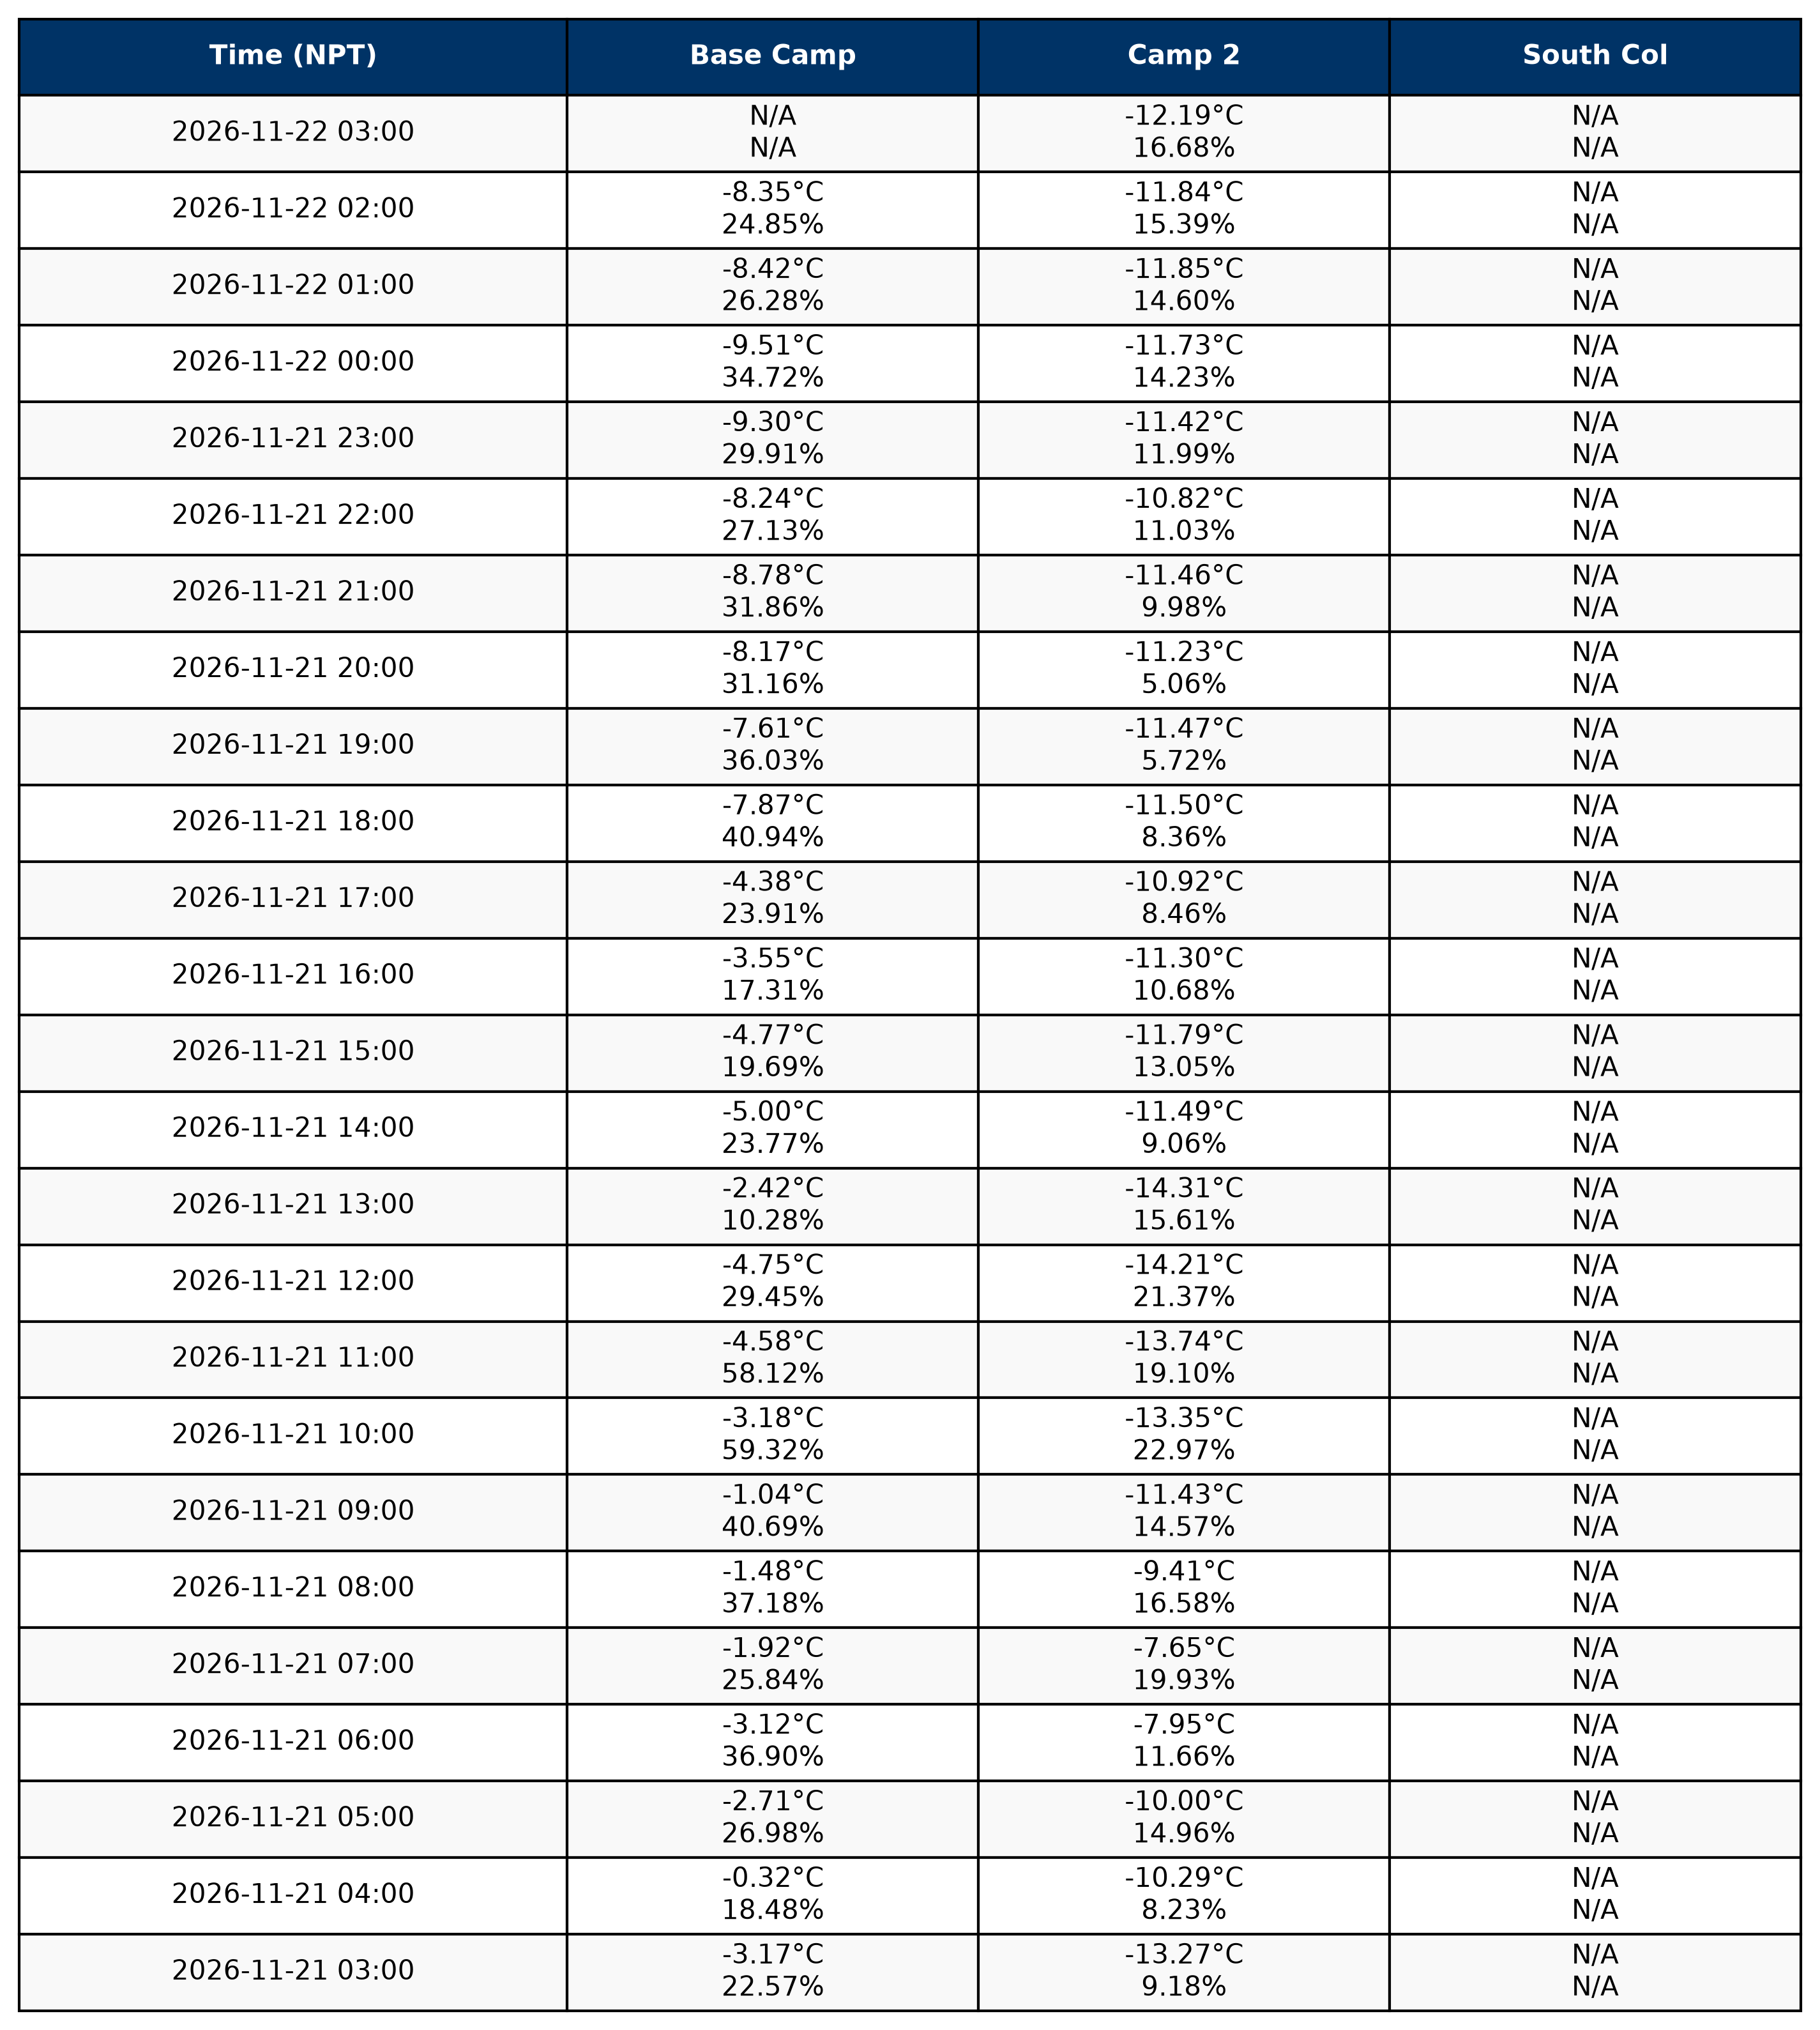 Time (NPT) Base Camp Camp 2 South Col
2026-11-22 03:00 N/A -12.19°C N/A
N/A 16.68% N/A
2026-11-22 02:00 -8.35°C -11.84°C N/A
24.85% 15.39% N/A
2026-11-22 01:00 -8.42°C -11.85°C N/A
26.28% 14.60% N/A
2026-11-22 00:00 -9.51°C -11.73°C N/A
34.72% 14.23% N/A
2026-11-21 23:00 -9.30°C -11.42°C N/A
29.91% 11.99% N/A
2026-11-21 22:00 -8.24°C -10.82°C N/A
27.13% 11.03% N/A
2026-11-21 21:00 -8.78°C -11.46°C N/A
31.86% 9.98% N/A
2026-11-21 20:00 -8.17°C -11.23°C N/A
31.16% 5.06% N/A
2026-11-21 19:00 -7.61°C -11.47°C N/A
36.03% 5.72% N/A
2026-11-21 18:00 -7.87°C -11.50°C N/A
40.94% 8.36% N/A
2026-11-21 17:00 -4.38°C -10.92°C N/A
23.91% 8.46% N/A
2026-11-21 16:00 -3.55°C -11.30°C N/A
17.31% 10.68% N/A
2026-11-21 15:00 -4.77°C -11.79°C N/A
19.69% 13.05% N/A
2026-11-21 14:00 -5.00°C -11.49°C N/A
23.77% 9.06% N/A
2026-11-21 13:00 -2.42°C -14.31°C N/A
10.28% 15.61% N/A
2026-11-21 12:00 -4.75°C -14.21°C N/A
29.45% 21.37% N/A
2026-11-21 11:00 -4.58°C -13.74°C N/A
58.12% 19.10% N/A
2026-11-21 10:00 -3.18°C -13.35°C N/A
59.32% 22.97% N/A
2026-11-21 09:00 -1.04°C -11.43°C N/A
40.69% 14.57% N/A
2026-11-21 08:00 -1.48°C -9.41°C N/A
37.18% 16.58% N/A
2026-11-21 07:00 -1.92°C -7.65°C N/A
25.84% 19.93% N/A
2026-11-21 06:00 -3.12°C -7.95°C N/A
36.90% 11.66% N/A
2026-11-21 05:00 -2.71°C -10.00°C N/A
26.98% 14.96% N/A
2026-11-21 04:00 -0.32°C -10.29°C N/A
18.48% 8.23% N/A
2026-11-21 03:00 -3.17°C -13.27°C N/A
22.57% 9.18% N/A